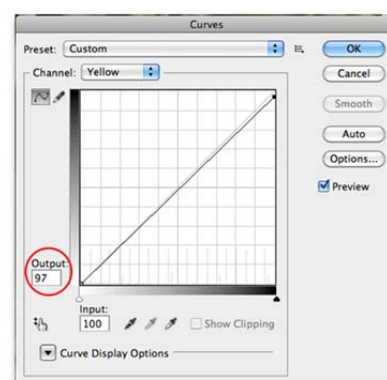 Curves
Preset: Custom
OK
Channel: Yellow
Cancel
Smooth
Auto
Options...
Preview
Output:
97
Input:
100
Show Clipping
Curve Display Options